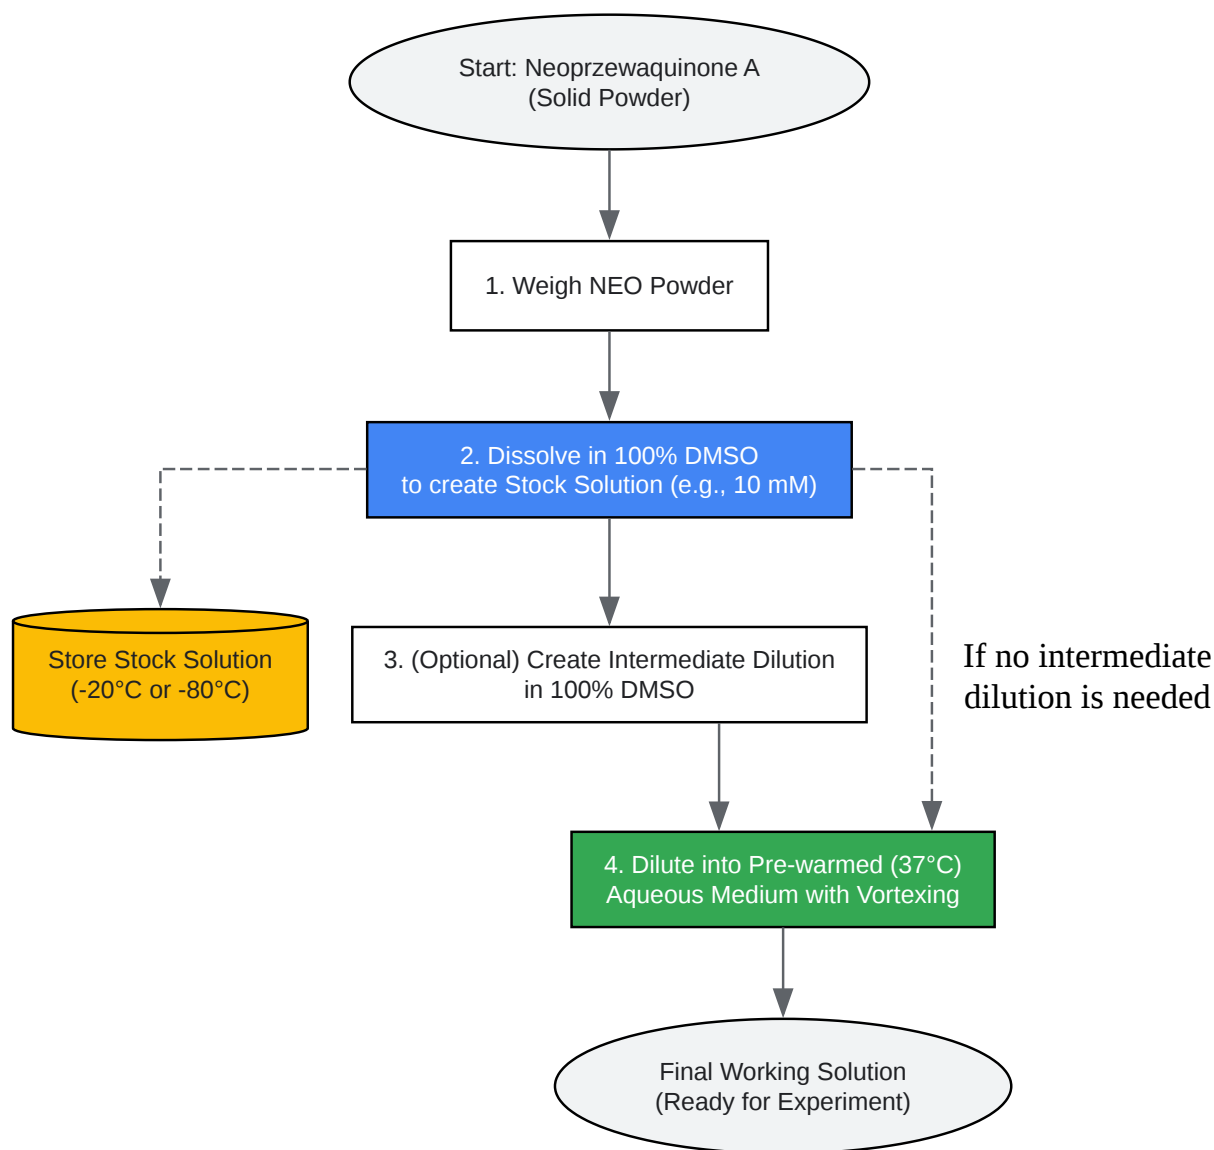 Start: Neoprzewaquinone A
(Solid Powder)
1. Weigh NEO Powder
2. Dissolve in 100% DMSO
to create Stock Solution (e.g., 10 mM)
Store Stock Solution
(-20°C or -80°C)
3. (Optional) Create Intermediate Dilution
in 100% DMSO
If no intermediate
dilution is needed
4. Dilute into Pre-warmed (37°C)
Aqueous Medium with Vortexing
Final Working Solution
(Ready for Experiment)